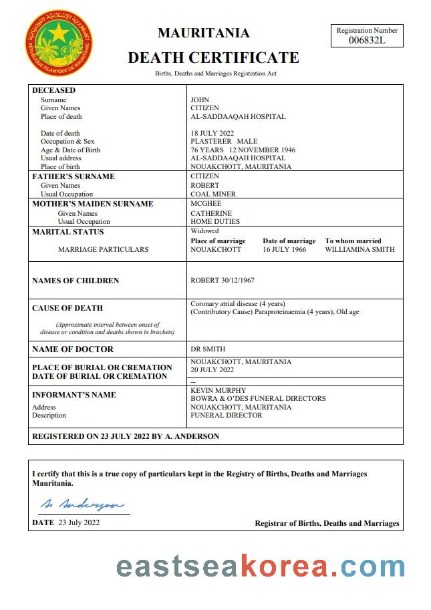 MAURITANIA
DEATH CERTIFICATE
Births, Deaths and Marriages Registration Act
Registration Number
006832L
DECEASED
Surname JOHN
Given Names CITIZEN
Place of death AL-SADDAAQAH HOSPITAL
Date of death 18 JULY 2022
Occupation & Sex PLASTERER MALE
Age & Date of Birth 76 YEARS 12 NOVEMBER 1946
Usual address AL-SADDAAQAH HOSPITAL
Place of birth NOUAKCHOTT, MAURITANIA
FATHER'S SURNAME CITIZEN
Given Names ROBERT
Usual Occupation COAL MINER
MOTHER'S MAIDEN SURNAME MCGHEE
Given Names CATHERINE
Usual Occupation HOME DUTIES
MARITAL STATUS Widowed
Place of marriage Date of marriage To whom married
MARRIAGE PARTICULARS NOUAKCHOTT 16 JULY 1966 WILLIAMINA SMITH
NAMES OF CHILDREN ROBERT 30/12/1967
CAUSE OF DEATH Coronary atrial disease (4 years)
(Contributory Cause) Paraproteinaemia (4 years), Old age
(Approximate interval between onset of
disease or condition and deaths shown to brackets)
NAME OF DOCTOR DR SMITH
PLACE OF BURIAL OR CREMATION NOUAKCHOTT, MAURITANIA
DATE OF BURIAL OR CREMATION 20 JULY 2022
--
INFORMANT'S NAME KEVIN MURPHY
BOWRA & O'DES FUNERAL DIRECTORS
Address NOUAKCHOTT, MAURITANIA
Description FUNERAL DIRECTOR
REGISTERED ON 23 JULY 2022 BY A. ANDERSON
I certify that this is a true copy of particulars kept in the Registry of Births, Deaths and Marriages
Mauritania.
A. Anderson
DATE 23 July 2022
Registrar of Births, Deaths and Marriages
eastseakorea.com